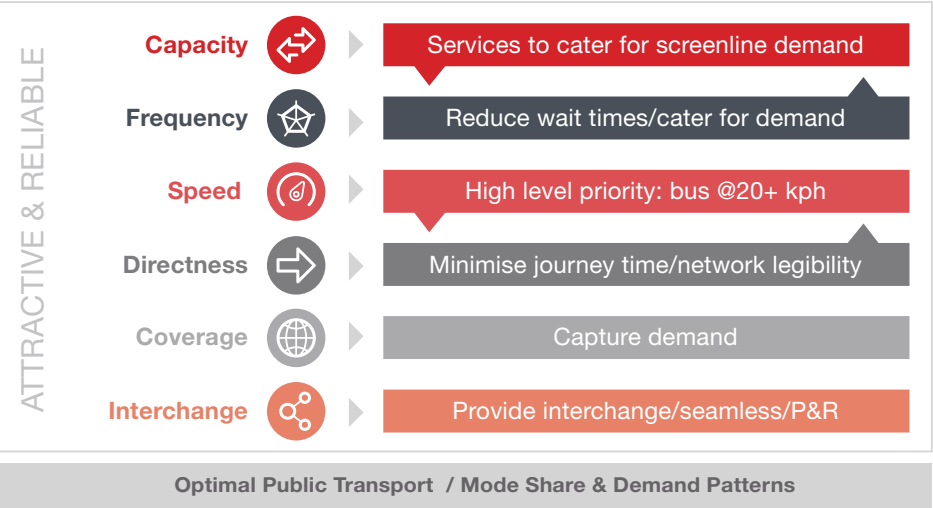 ATTRACTIVE & RELIABLE
Capacity
Services to cater for screenline demand
Frequency
Reduce wait times/cater for demand
Speed
High level priority: bus @20+ kph
Directness
Minimise journey time/network legibility
Coverage
Capture demand
Interchange
Provide interchange/seamless/P&R
Optimal Public Transport / Mode Share & Demand Patterns